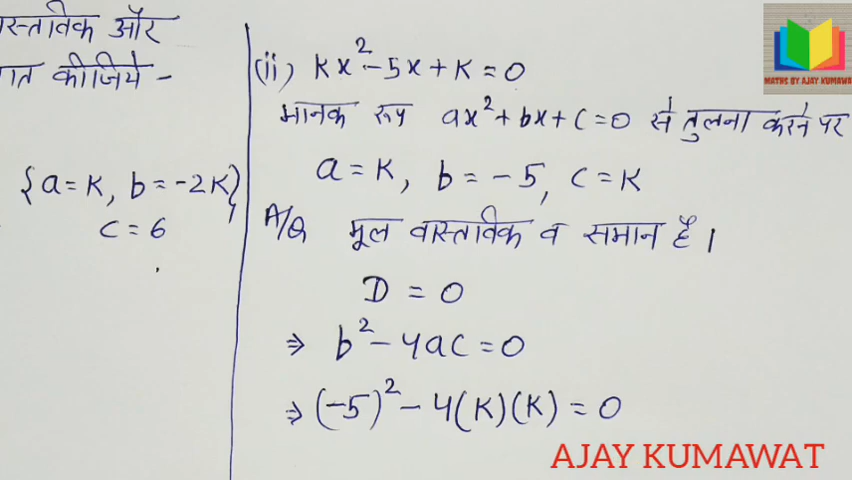 वास्तविक और
ज्ञात कीजिये -
{a = K, b = -2K}
c = 6
(ii) Kx² - 5x + K = 0
मानक रूप ax² + bx + c = 0 से तुलना करने पर
a = K, b = -5, c = K
A/Q मूल वास्तविक व समान है।
D = 0
⇒ b² - 4ac = 0
⇒ (-5)² - 4(K)(K) = 0
MATHS BY AJAY KUMAWA
AJAY KUMAWAT